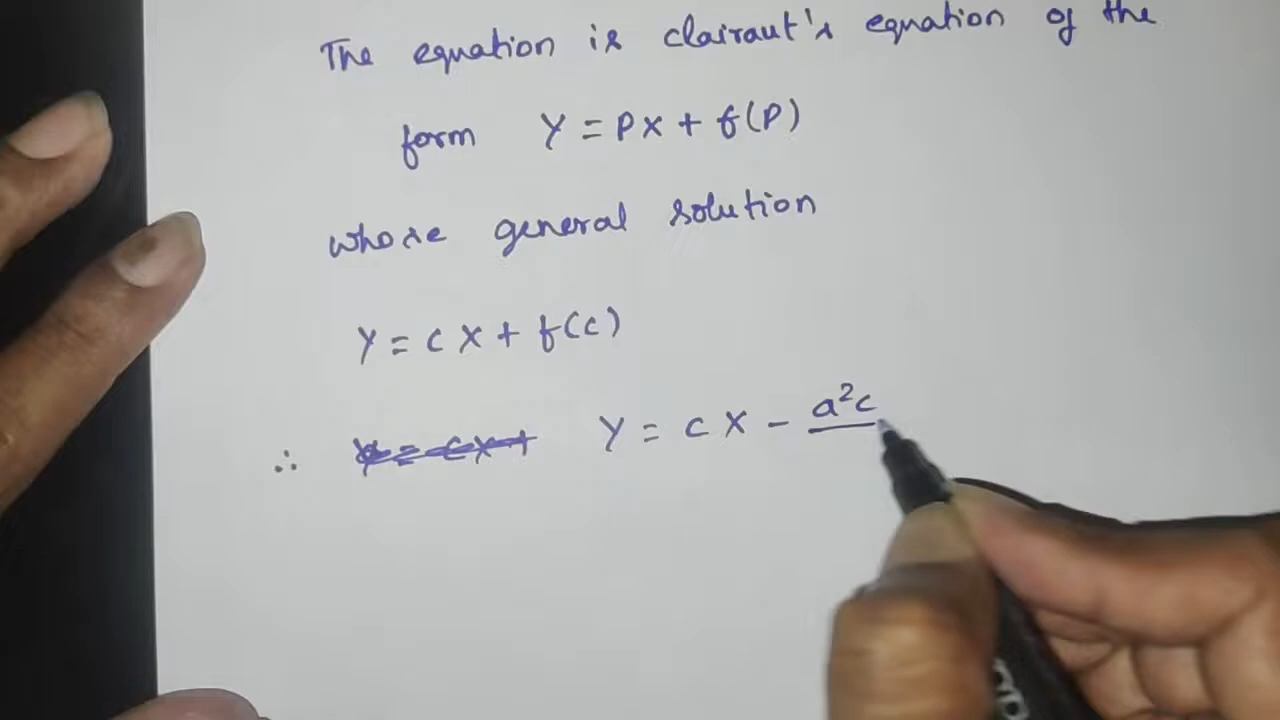 The equation is clairaut's equation of the
form Y = PX + f(P)
whose general solution
Y = cX + f(c)
∴ Y = cX - a²c